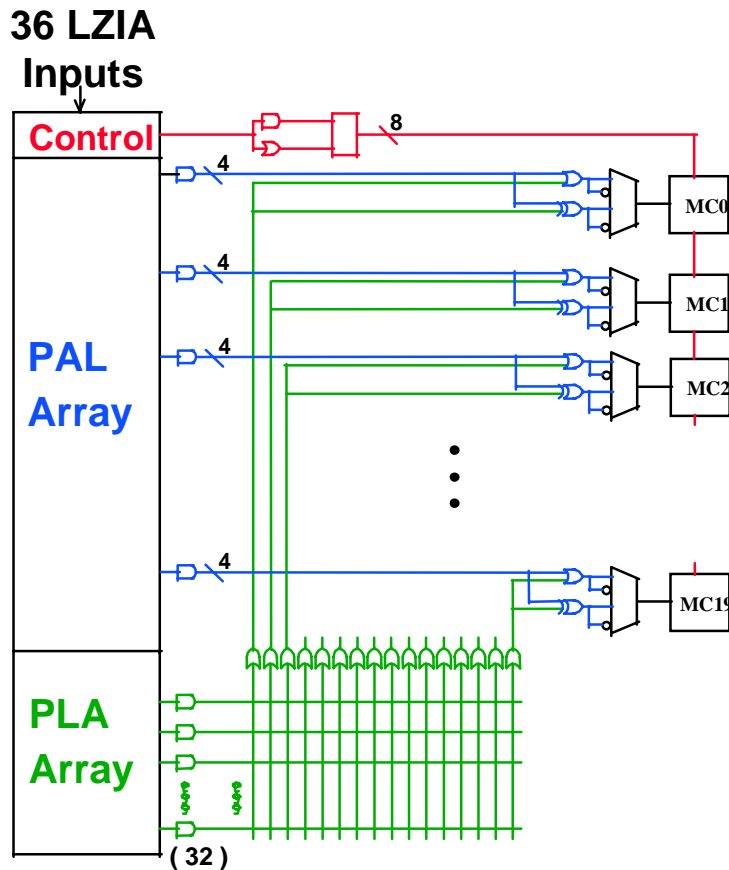 36 LZIA
Inputs
Control
8
4
MC0
4
MC1
PAL
Array
4
MC2
4
MC19
PLA
Array
( 32 )